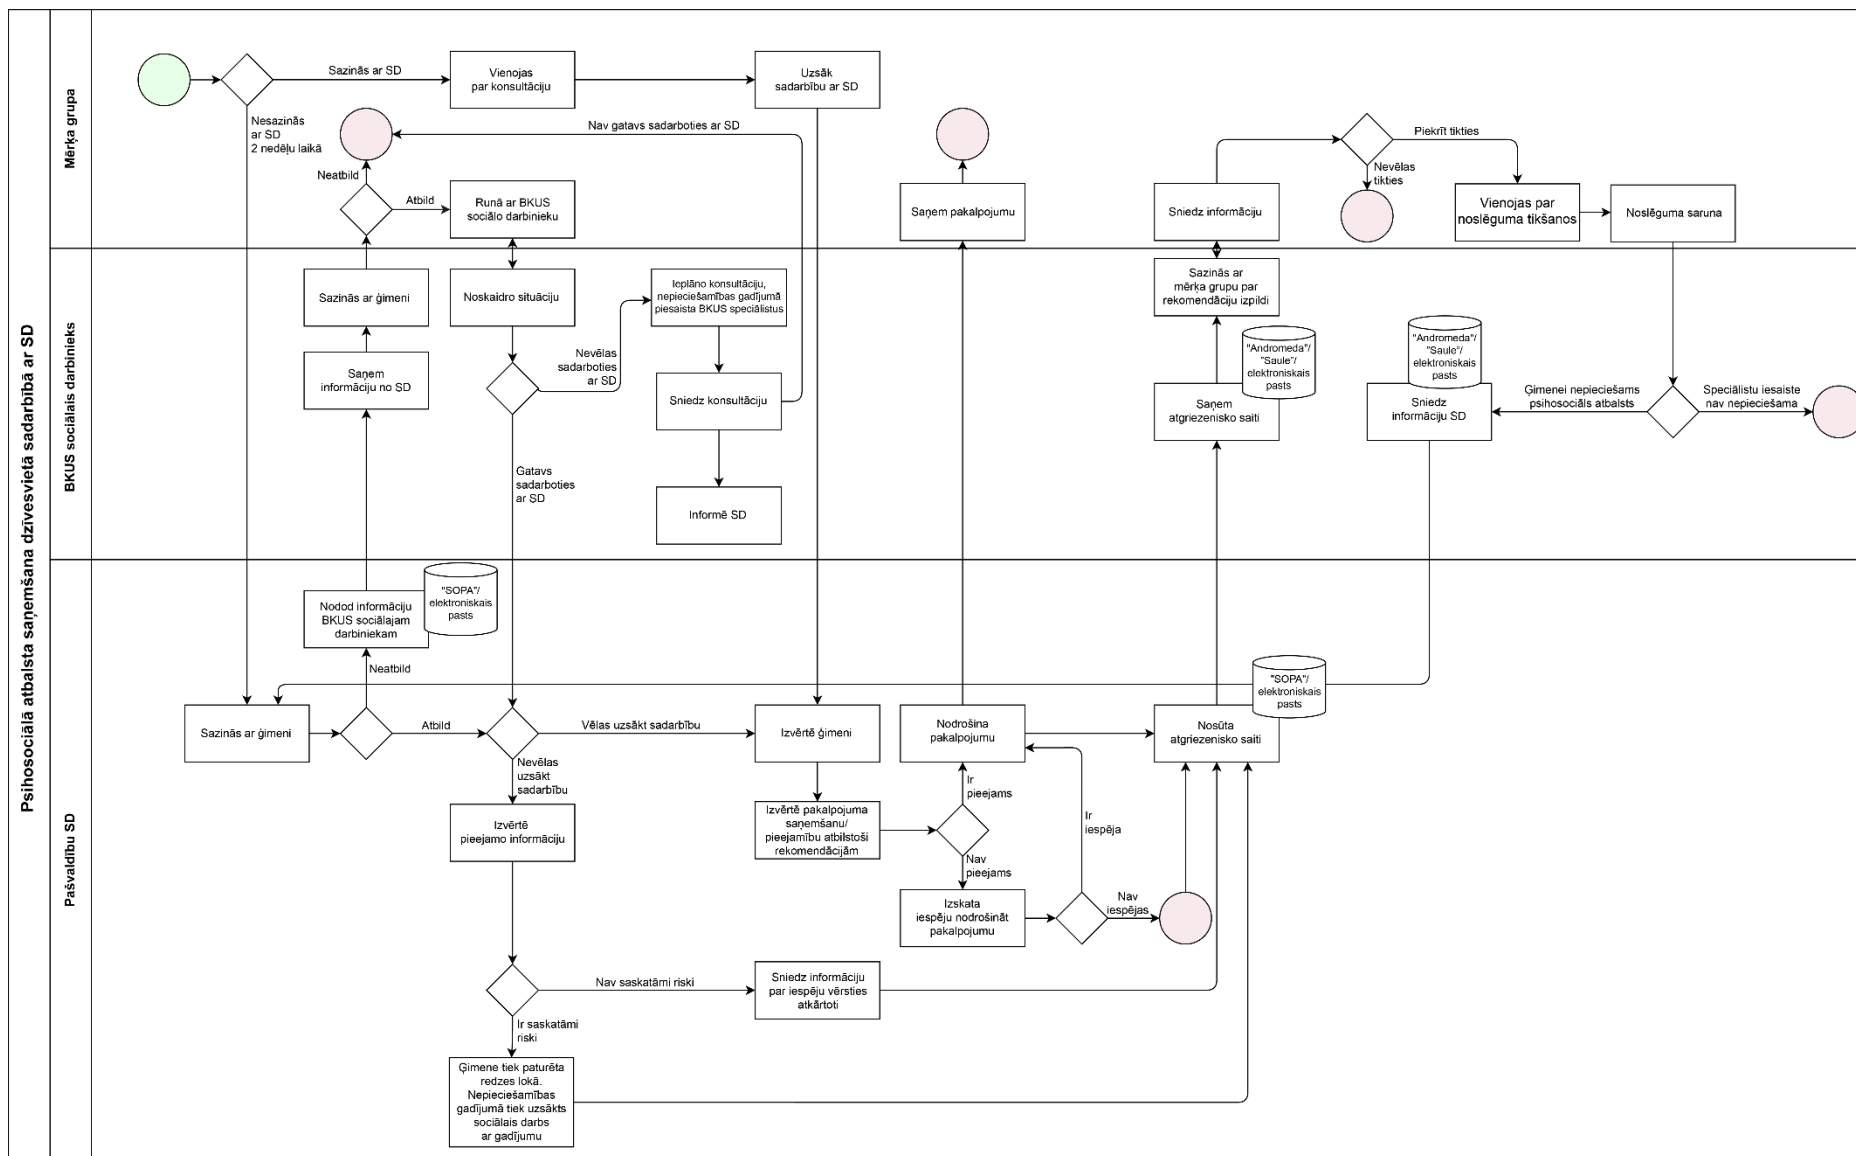 Psihosociālā atbalsta saņemšana dzīvesvietā sadarbībā ar SD
Mērķa grupa
Sazinās ar SD
Vienojas
par konsultāciju
Uzsāk
sadarbību ar SD
Nesazinās
ar SD
2 nedēļu laikā
Nav gatavs sadarboties ar SD
Neatbild
Atbild
Runā ar BKUS
sociālo darbinieku
Saņem pakalpojumu
Sniedz informāciju
Piekrīt tikties
Nevēlas
tikties
Vienojas par
noslēguma tikšanos
Noslēguma saruna
BKUS sociālais darbinieks
Sazinās ar ģimeni
Saņem
informāciju no SD
Noskaidro situāciju
Ieplāno konsultāciju,
nepieciešamības gadījumā
piesaista BKUS speciālistus
Nevēlas
sadarboties
ar SD
Sniedz konsultāciju
Gatavs
sadarboties
ar SD
Informē SD
Sazinās ar
mērķa grupu par
rekomendāciju izpildi
"Andromeda"/
"Saule"/
elektroniskais
pasts
Saņem
atgriezenisko saiti
"Andromeda"/
"Saule"/
elektroniskais
pasts
Sniedz
informāciju SD
Ģimenei nepieciešams
psihosociāls atbalsts
Speciālistu iesaiste
nav nepieciešama
Pašvaldību SD
"SOPA"/
elektroniskais
pasts
Nodod informāciju
BKUS sociālajam
darbiniekam
Neatbild
Sazinās ar ģimeni
Atbild
Vēlas uzsākt sadarbību
Nevēlas
uzsākt
sadarbību
Izvērtē ģimeni
Nodrošina
pakalpojumu
"SOPA"/
elektroniskais
pasts
Nosūta
atgriezenisko saiti
Izvērtē
pieejamo informāciju
Izvērtē pakalpojuma
saņemšanu/
pieejamību atbilstoši
rekomendācijām
Ir
pieejams
Nav
pieejams
Ir
iespēja
Izskata
iespēju nodrošināt
pakalpojumu
Nav
iespējas
Nav saskatāmi riski
Sniedz informāciju
par iespēju vērsties
atkārtoti
Ir saskatāmi
riski
Ģimene tiek paturēta
redzes lokā.
Nepieciešamības
gadījumā tiek uzsākts
sociālais darbs
ar gadījumu